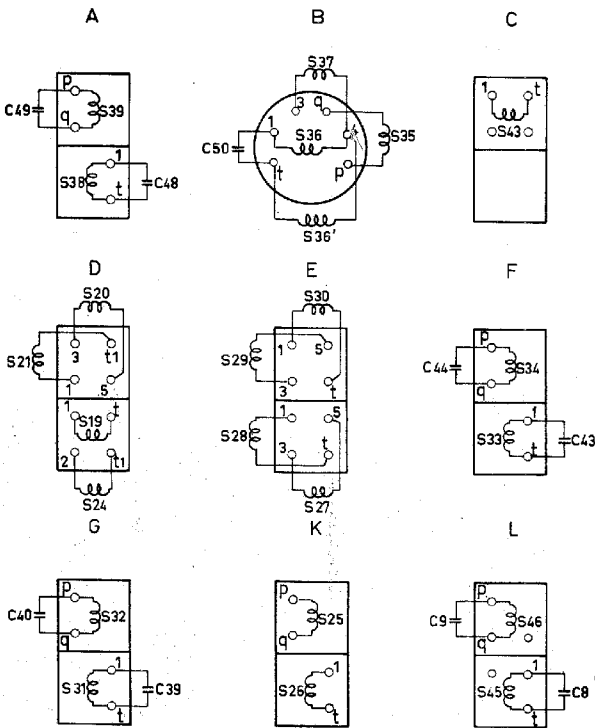 A B C
p S39 C49 q
1 S38 t C48
S37
3 q
1 S36 S35
C50 t p
S36'
1 t
S43
D E F
S20
S21 3 t1
1 5
1 S19 t
2 t1
S24
S30
S29 1 5
3 t
S28 1 5
3 t
S27
p S34 C44 q
1 S33 t C43
G K L
p S32 C40 q
1 S31 t C39
p S25 q
1 S26 t
p S46 C9 q
1 S45 t C8